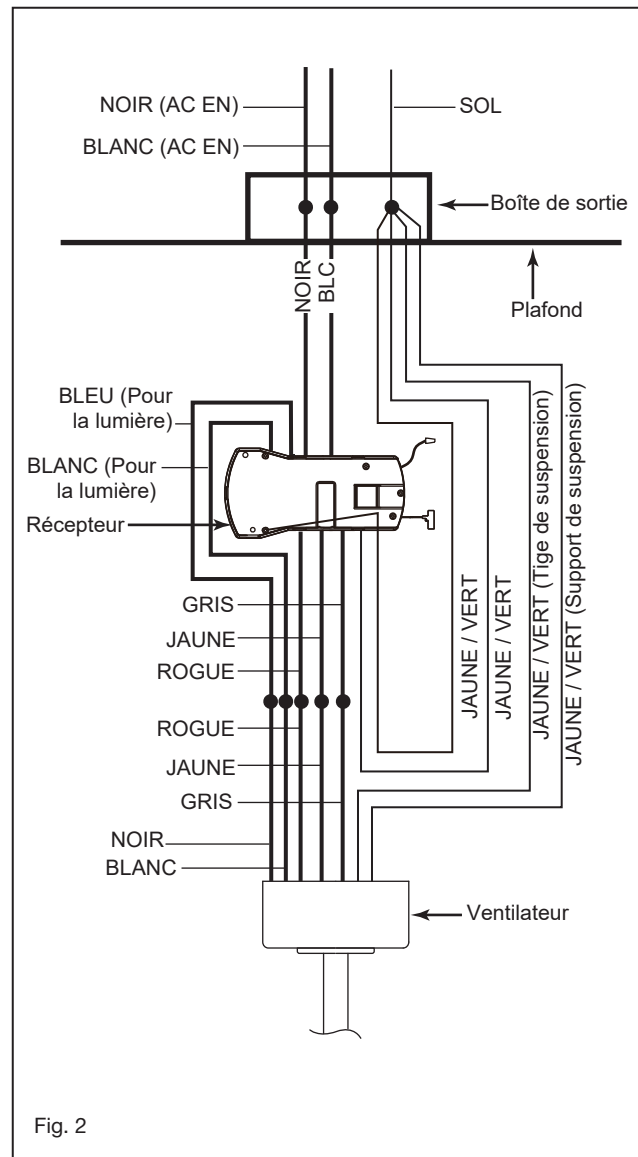 NOIR (AC EN)
SOL
BLANC (AC EN)
Boîte de sortie
NOIR
BLC
Plafond
BLEU (Pour
la lumière)
BLANC (Pour
la lumière)
Récepteur
JAUNE / VERT
JAUNE / VERT
JAUNE / VERT (Tige de suspension)
JAUNE / VERT (Support de suspension)
GRIS
JAUNE
ROGUE
ROGUE
JAUNE
GRIS
NOIR
BLANC
Ventilateur
Fig. 2